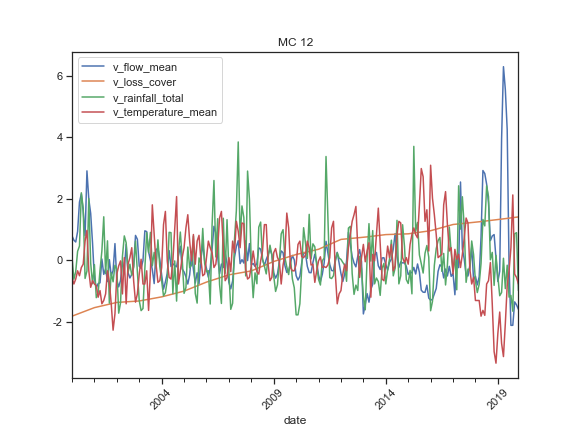 MC 12
v_flow_mean
v_loss_cover
v_rainfall_total
v_temperature_mean
6
4
2
0
-2
2004
2009
2014
2019
date